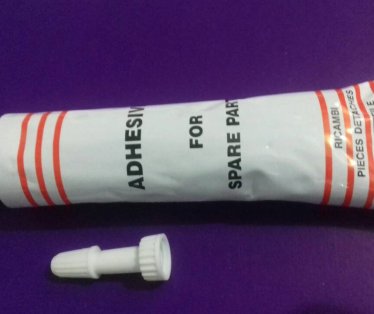 ADHESIV
FOR
SPARE PART
RICAMBI
PIECES DETACHEES